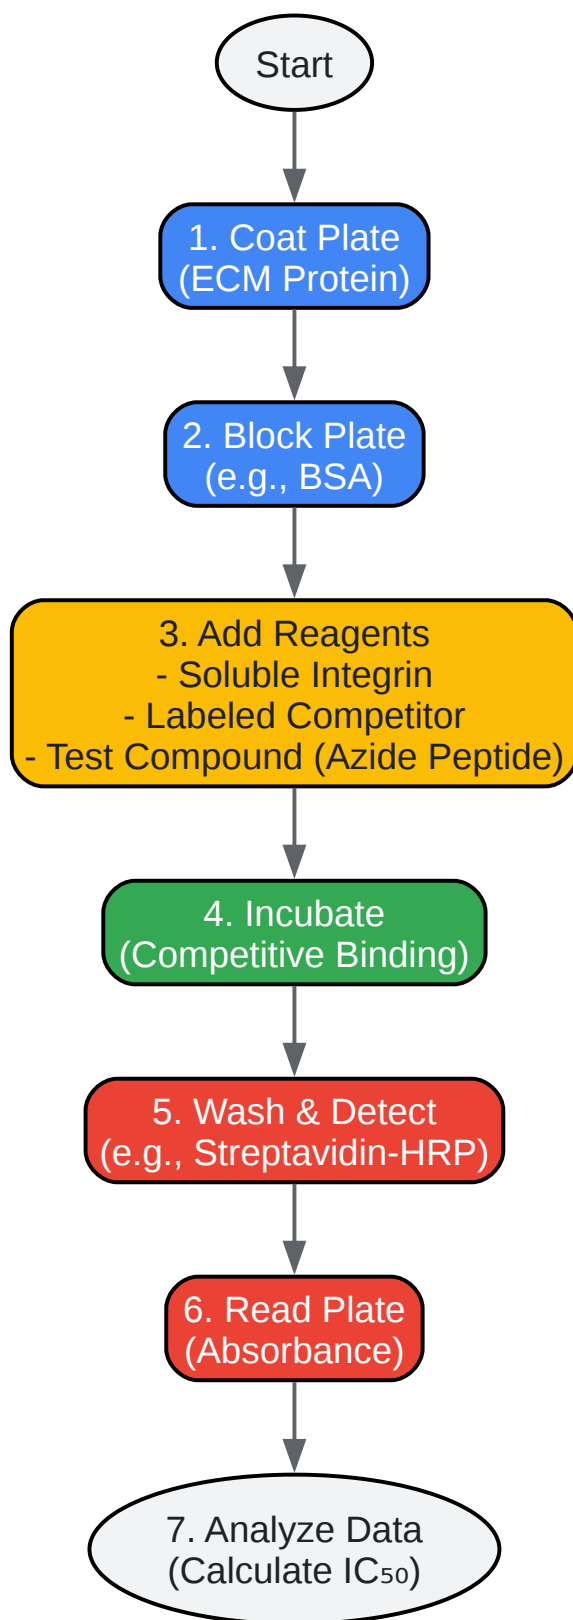 Start
1. Coat Plate
(ECM Protein)
2. Block Plate
(e.g., BSA)
3. Add Reagents
- Soluble Integrin
- Labeled Competitor
- Test Compound (Azide Peptide)
4. Incubate
(Competitive Binding)
5. Wash & Detect
(e.g., Streptavidin-HRP)
6. Read Plate
(Absorbance)
7. Analyze Data
(Calculate IC₅₀)